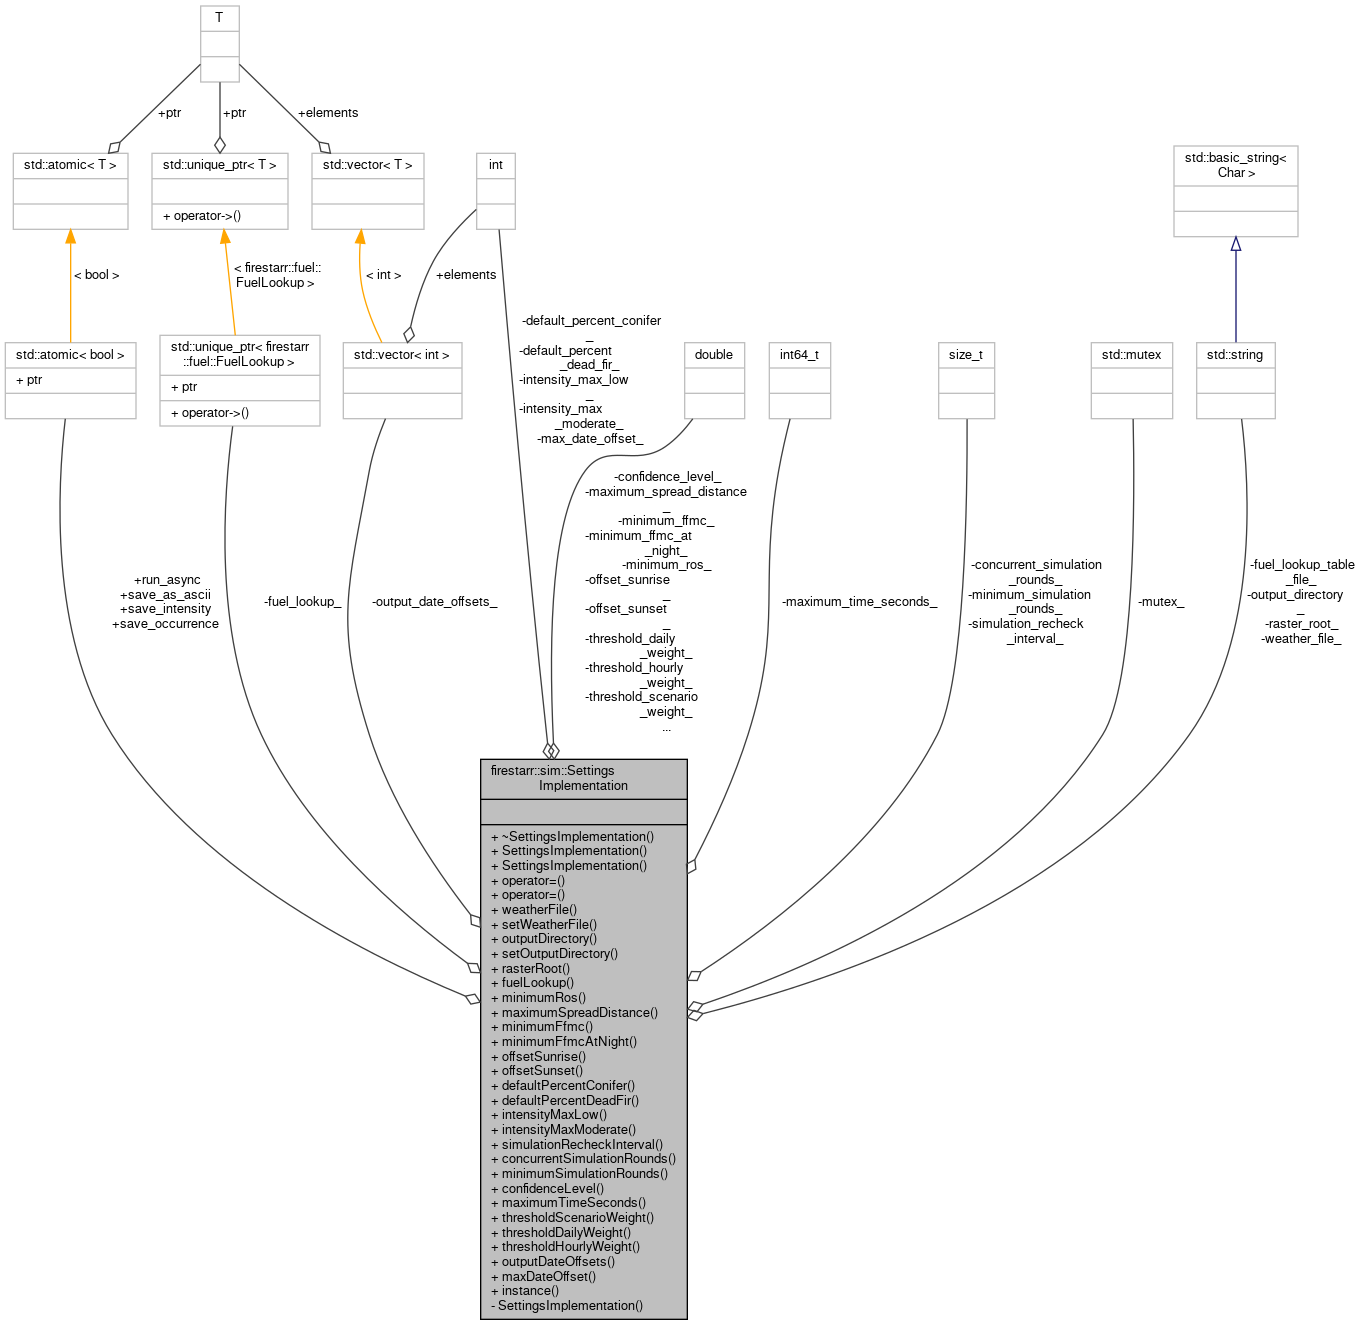 T
+ptr
+ptr
+elements
std::atomic< T >
std::unique_ptr< T >
+ operator->()
std::vector< T >
int
std::basic_string<
Char >
< bool >
< firestarr::fuel::
FuelLookup >
< int >
+elements
-default_percent_conifer
_
-default_percent
_dead_fir_
-intensity_max_low
_
-intensity_max
_moderate_
-max_date_offset_
std::atomic< bool >
+ ptr
std::unique_ptr< firestarr
::fuel::FuelLookup >
+ ptr
+ operator->()
std::vector< int >
double
int64_t
size_t
std::mutex
std::string
+run_async
+save_as_ascii
+save_intensity
+save_occurrence
-fuel_lookup_
-output_date_offsets_
-confidence_level_
-maximum_spread_distance
_
-minimum_ffmc_
-minimum_ffmc_at
_night_
-minimum_ros_
-offset_sunrise
_
-offset_sunset
_
-threshold_daily
_weight_
-threshold_hourly
_weight_
-threshold_scenario
_weight_
...
-maximum_time_seconds_
-concurrent_simulation
_rounds_
-minimum_simulation
_rounds_
-simulation_recheck
_interval_
-mutex_
-fuel_lookup_table
_file_
-output_directory
_
-raster_root_
-weather_file_
firestarr::sim::Settings
Implementation
+ ~SettingsImplementation()
+ SettingsImplementation()
+ SettingsImplementation()
+ operator=()
+ operator=()
+ weatherFile()
+ setWeatherFile()
+ outputDirectory()
+ setOutputDirectory()
+ rasterRoot()
+ fuelLookup()
+ minimumRos()
+ maximumSpreadDistance()
+ minimumFfmc()
+ minimumFfmcAtNight()
+ offsetSunrise()
+ offsetSunset()
+ defaultPercentConifer()
+ defaultPercentDeadFir()
+ intensityMaxLow()
+ intensityMaxModerate()
+ simulationRecheckInterval()
+ concurrentSimulationRounds()
+ minimumSimulationRounds()
+ confidenceLevel()
+ maximumTimeSeconds()
+ thresholdScenarioWeight()
+ thresholdDailyWeight()
+ thresholdHourlyWeight()
+ outputDateOffsets()
+ maxDateOffset()
+ instance()
- SettingsImplementation()